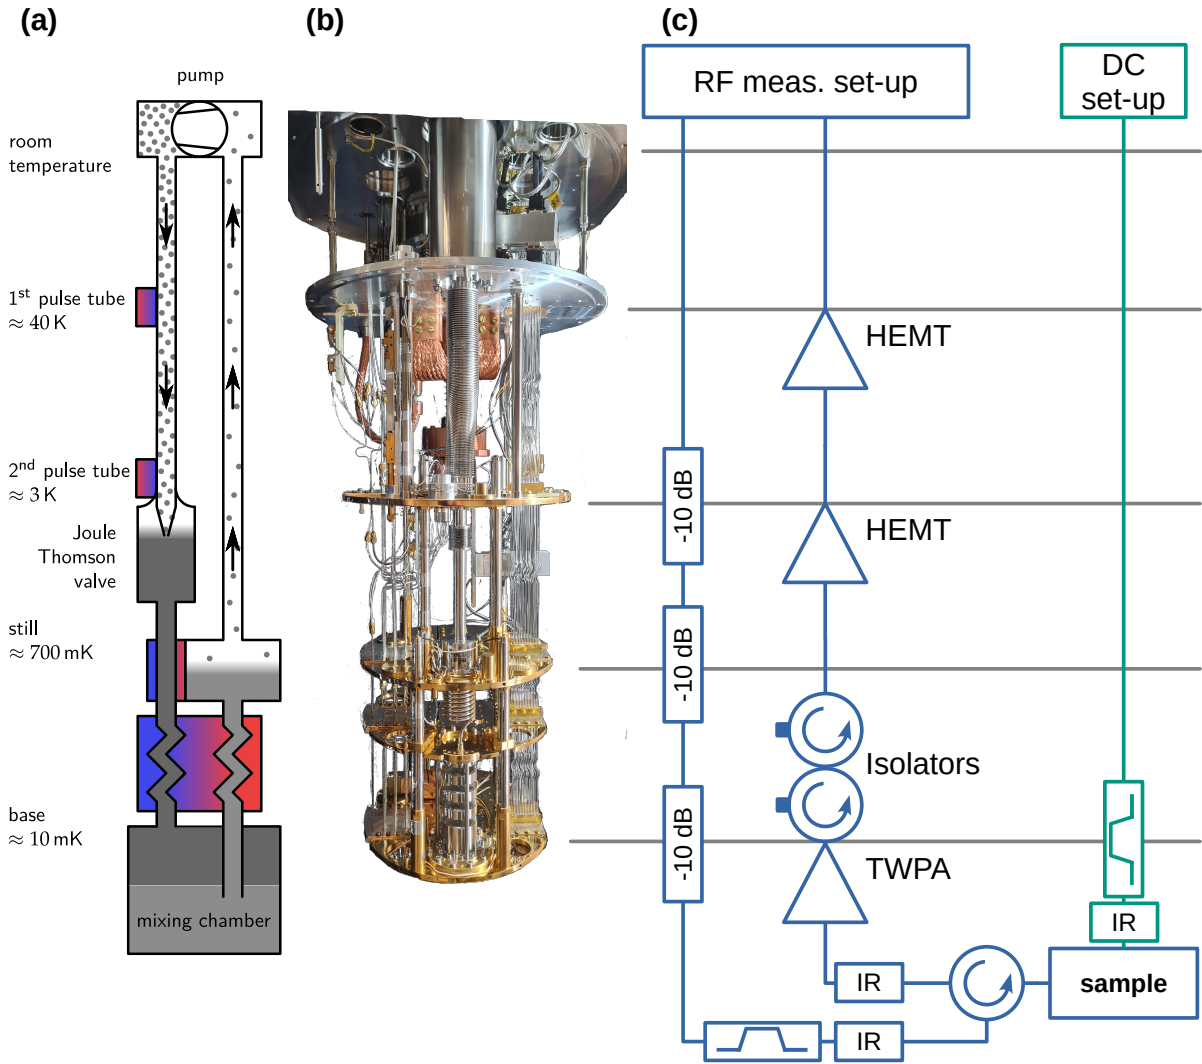 (a)
pump
room
temperature
1st pulse tube
≈ 40 K
2nd pulse tube
≈ 3 K
Joule
Thomson
valve
still
≈ 700 mK
base
≈ 10 mK
mixing chamber
(b)
(c)
RF meas. set-up
DC
set-up
HEMT
-10 dB
HEMT
-10 dB
Isolators
-10 dB
TWPA
IR
IR
sample
IR